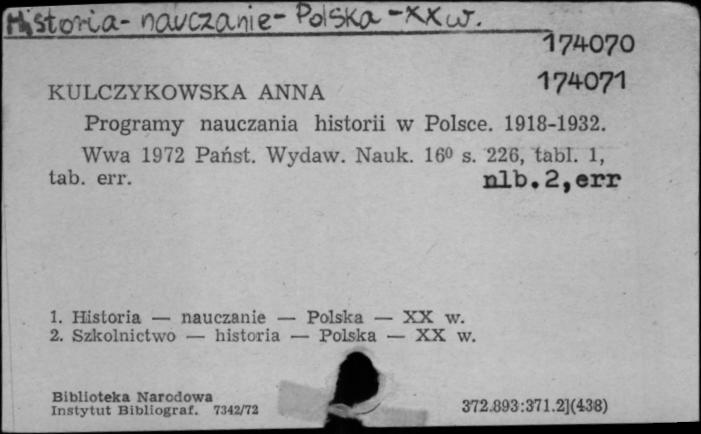 Historia - nauczanie - Polska - XX w.
174070
174071
KULCZYKOWSKA ANNA
Programy nauczania historii w Polsce. 1918-1932.
Wwa 1972 Państ. Wydaw. Nauk. 16⁰ s. 226, tabl. 1,
tab. err. nlb. 2, err
1. Historia — nauczanie — Polska — XX w.
2. Szkolnictwo — historia — Polska — XX w.
Biblioteka Narodowa
Instytut Bibliograf. 7342/72
372.893:371.2](438)